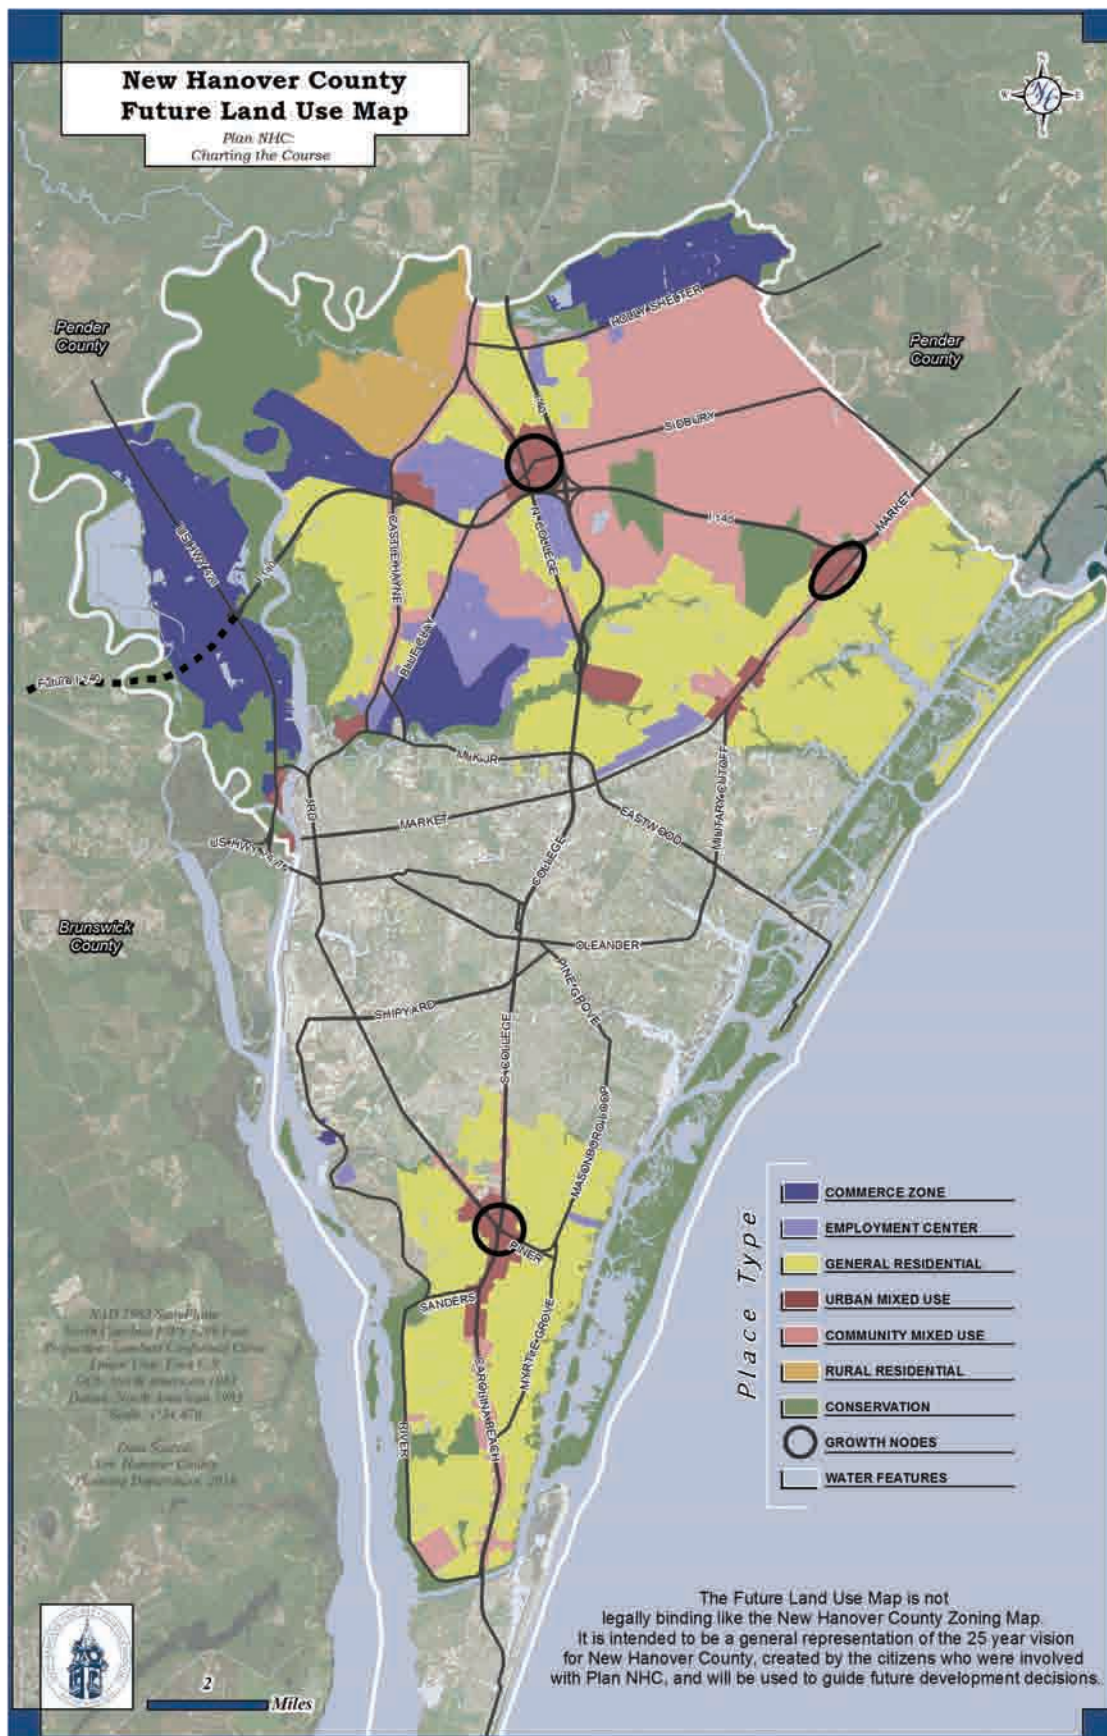 New Hanover County
Future Land Use Map
Plan NHC:
Charting the Course
N
W
E
S
Pender
County
Pender
County
HOLLY SHELTER
I-40
SIDBURY
MARKET
I-140
US HWY 421
CASTLE HAYNE
N. COLLEGE
I-140
BLUE CLAY
Future I-140
MLK JR
3RD
MARKET
MILITARY CUTOFF
EASTWOOD
COLLEGE
Brunswick
County
OLEANDER
PINE GROVE
SHIPYARD
S. COLLEGE
MASONBORO LOOP
PINER
SANDERS
MYRTLE GROVE
CAROLINA BEACH
RIVER
Place Type
COMMERCE ZONE
EMPLOYMENT CENTER
GENERAL RESIDENTIAL
URBAN MIXED USE
COMMUNITY MIXED USE
RURAL RESIDENTIAL
CONSERVATION
GROWTH NODES
WATER FEATURES
Data Source:
New Hanover County
The Future Land Use Map is not
legally binding like the New Hanover County Zoning Map.
It is intended to be a general representation of the 25 year vision
for New Hanover County, created by the citizens who were involved
with Plan NHC, and will be used to guide future development decisions.
2
Miles